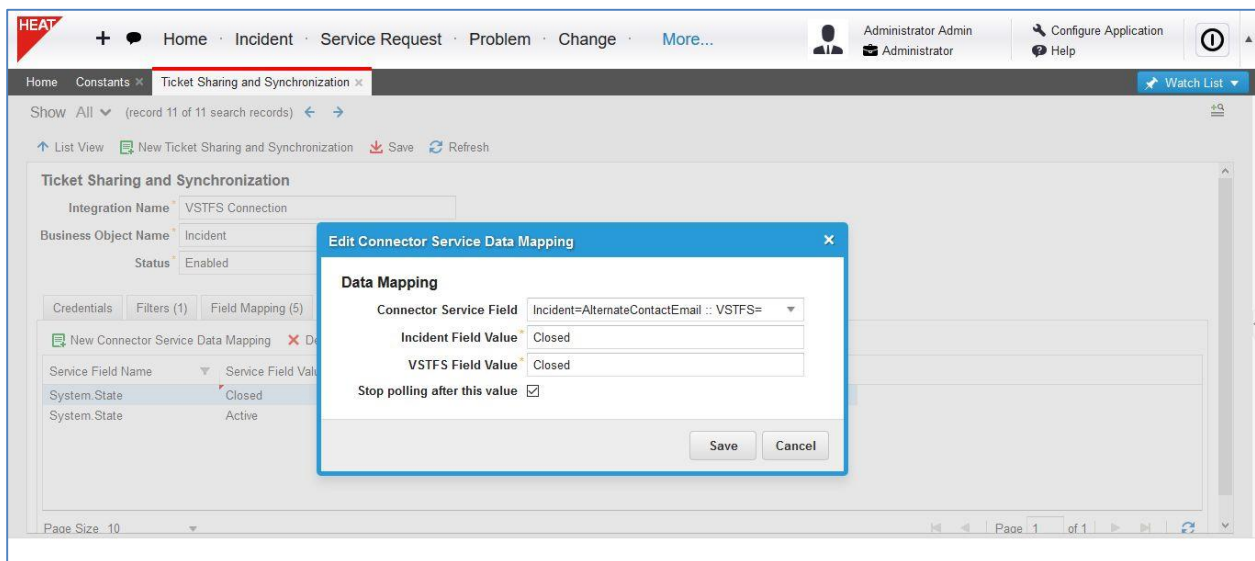 HEAT
Home · Incident · Service Request · Problem · Change · More...
Administrator Admin
Administrator
Configure Application
Help
Home Constants × Ticket Sharing and Synchronization ×
Watch List
Show All (record 11 of 11 search records)
List View New Ticket Sharing and Synchronization Save Refresh
Ticket Sharing and Synchronization
Integration Name * VSTFS Connection
Business Object Name * Incident
Status * Enabled
Credentials Filters (1) Field Mapping (5)
New Connector Service Data Mapping De
Service Field Name Service Field Valu
System.State Closed
System.State Active
Page Size 10
Page 1 of 1
Edit Connector Service Data Mapping ×
Data Mapping
Connector Service Field Incident=AlternateContactEmail :: VSTFS=
Incident Field Value * Closed
VSTFS Field Value * Closed
Stop polling after this value
Save Cancel